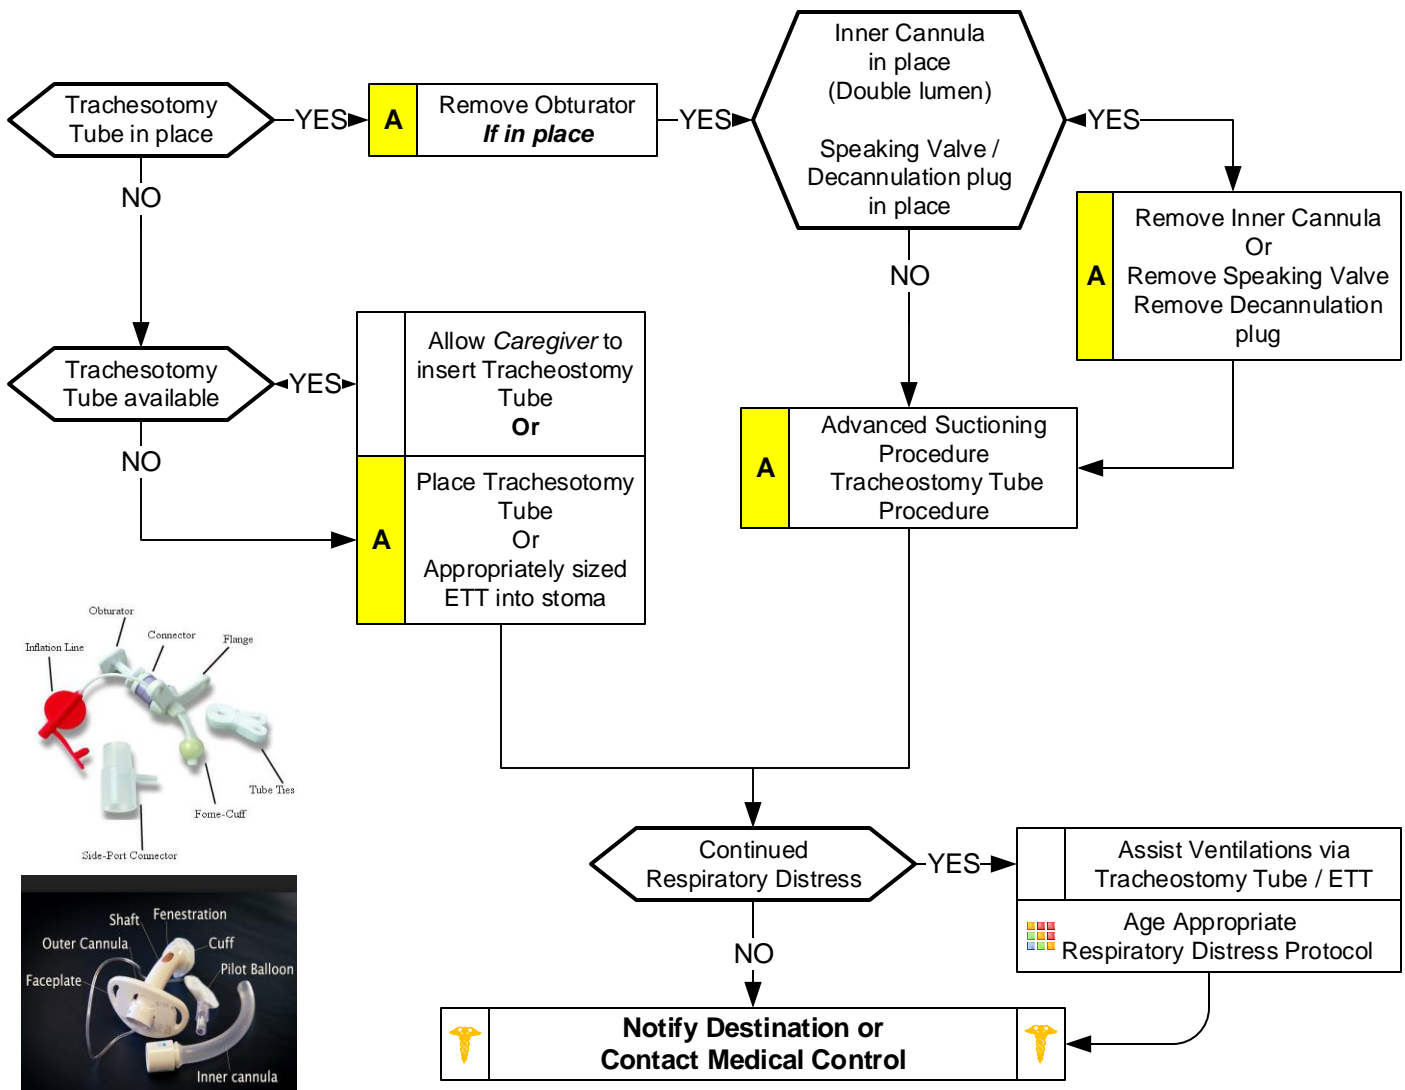 Trachesotomy
Tube in place
YES
A
Remove Obturator
If in place
YES
Inner Cannula
in place
(Double lumen)
Speaking Valve /
Decannulation plug
in place
YES
A
Remove Inner Cannula
Or
Remove Speaking Valve
Remove Decannulation
plug
NO
NO
Trachesotomy
Tube available
YES
Allow Caregiver to
insert Tracheostomy
Tube
Or
NO
A
Place Trachesotomy
Tube
Or
Appropriately sized
ETT into stoma
A
Advanced Suctioning
Procedure
Tracheostomy Tube
Procedure
Obturator
Connector
Flange
Inflation Line
Tube Ties
Fome-Cuff
Side-Port Connector
Continued
Respiratory Distress
YES
Assist Ventilations via
Tracheostomy Tube / ETT
Age Appropriate
Respiratory Distress Protocol
NO
Shaft
Fenestration
Outer Cannula
Cuff
Faceplate
Pilot Balloon
Inner cannula
Notify Destination or
Contact Medical Control